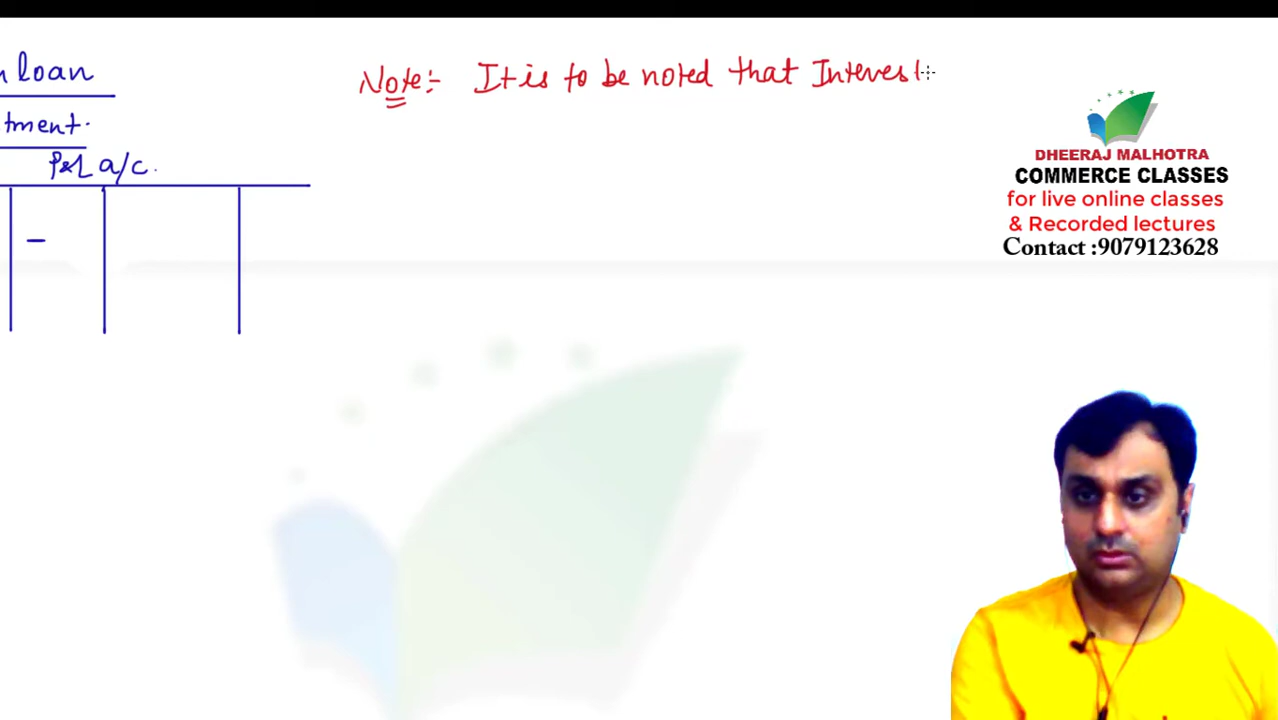 loan
Note:- It is to be noted that Interest
tment.
P&L a/c.
-
DHEERAJ MALHOTRA
COMMERCE CLASSES
for live online classes
& Recorded lectures
Contact :9079123628